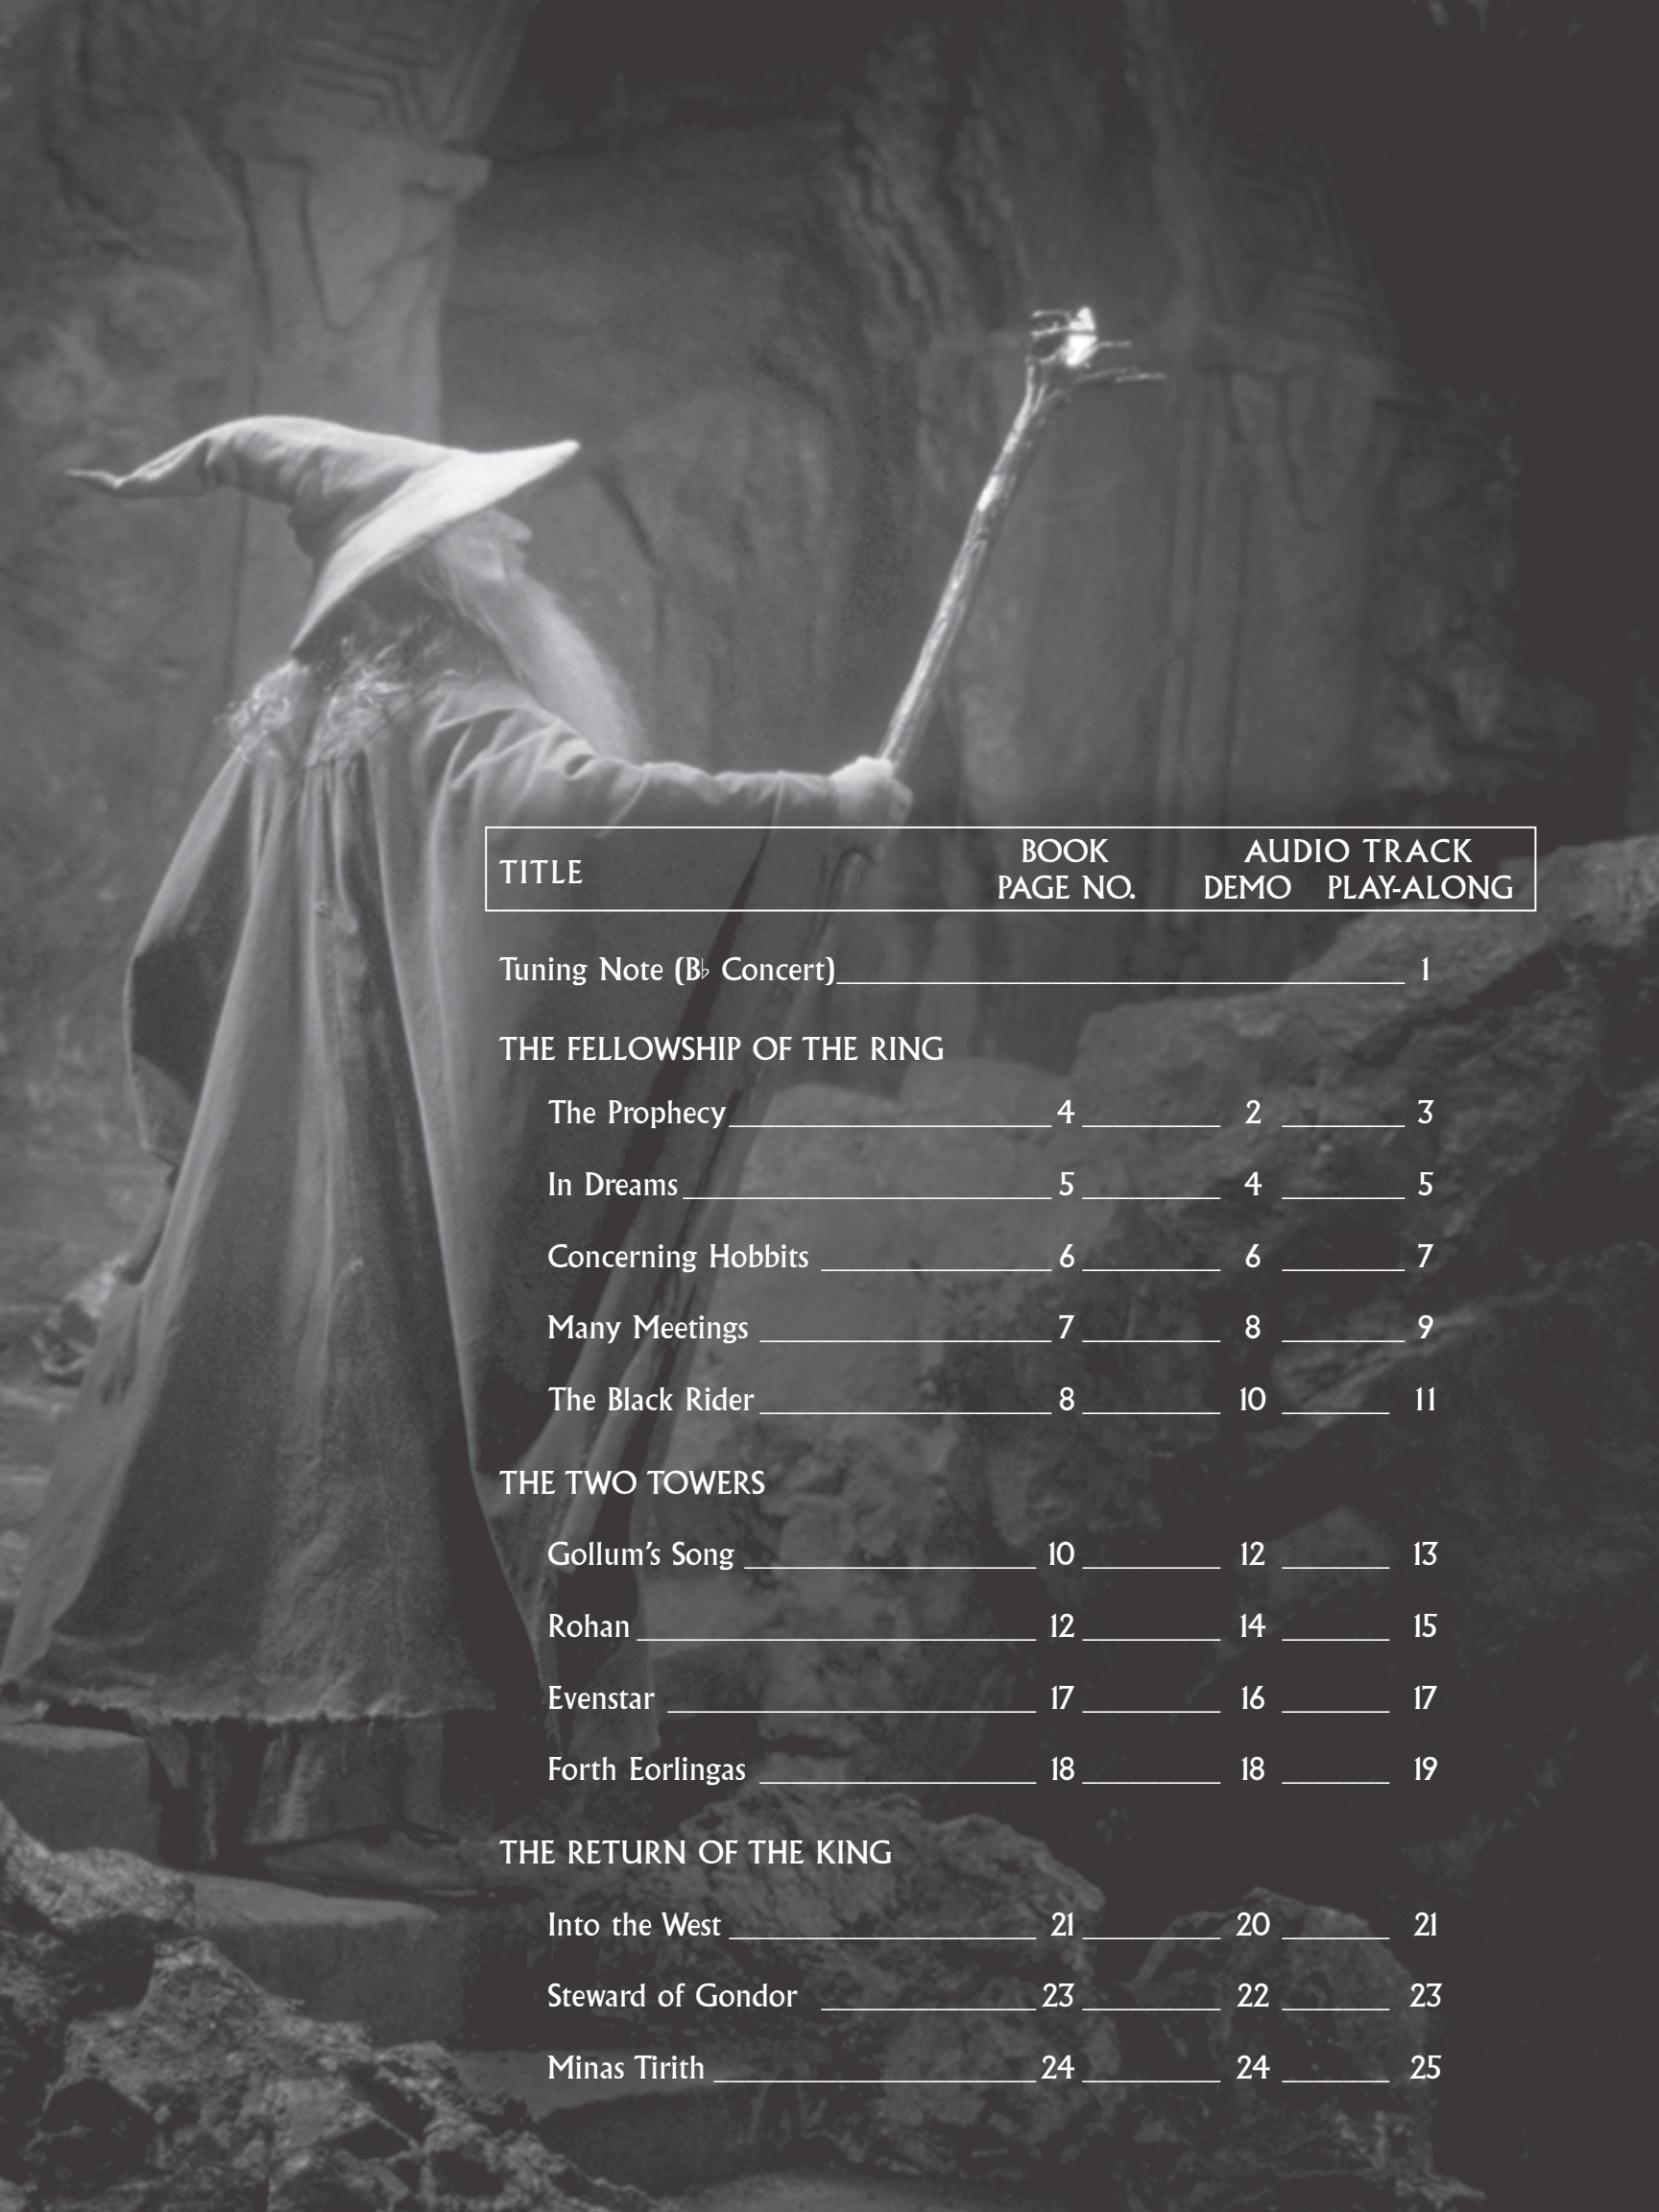 TITLE BOOK PAGE NO. AUDIO TRACK DEMO PLAY-ALONG
Tuning Note (B♭ Concert) 1
THE FELLOWSHIP OF THE RING
The Prophecy 4 2 3
In Dreams 5 4 5
Concerning Hobbits 6 6 7
Many Meetings 7 8 9
The Black Rider 8 10 11
THE TWO TOWERS
Gollum’s Song 10 12 13
Rohan 12 14 15
Evenstar 17 16 17
Forth Eorlingas 18 18 19
THE RETURN OF THE KING
Into the West 21 20 21
Steward of Gondor 23 22 23
Minas Tirith 24 24 25